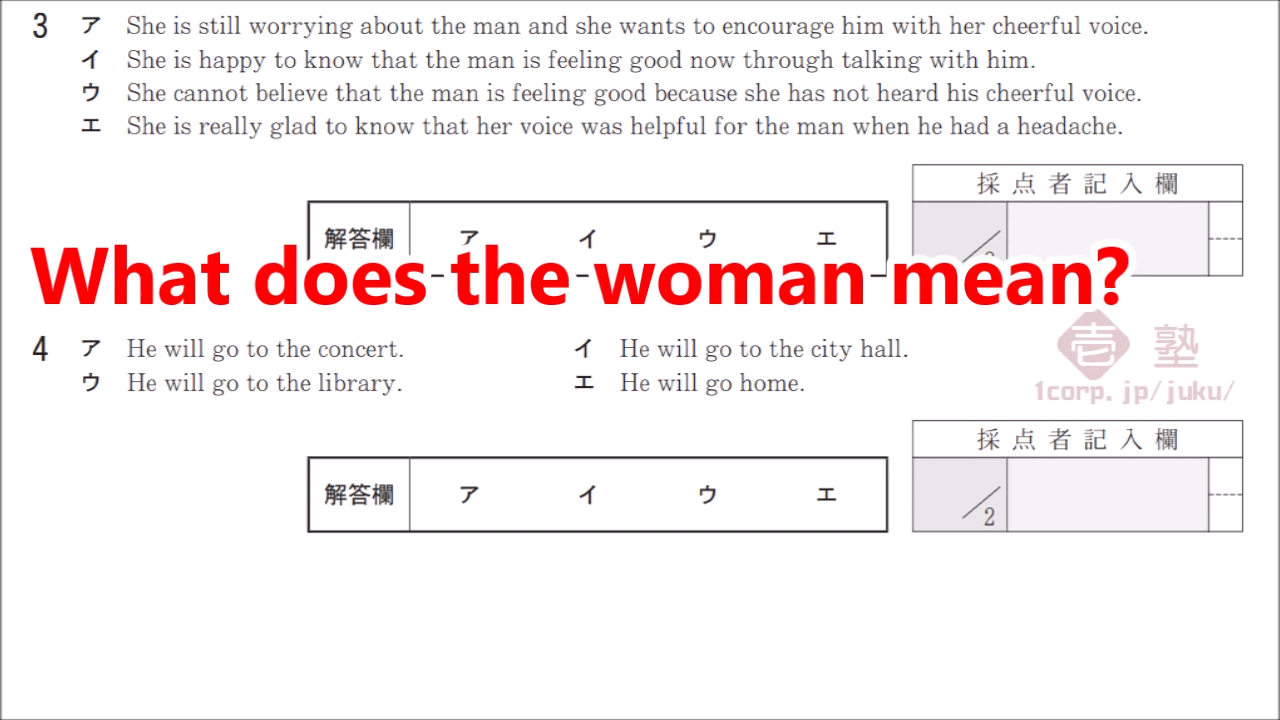 3 ア She is still worrying about the man and she wants to encourage him with her cheerful voice.
イ She is happy to know that the man is feeling good now through talking with him.
ウ She cannot believe that the man is feeling good because she has not heard his cheerful voice.
エ She is really glad to know that her voice was helpful for the man when he had a headache.
採点者記入欄
解答欄 ア イ ウ エ
What does the woman mean?
4 ア He will go to the concert. イ He will go to the city hall.
ウ He will go to the library. エ He will go home.
壱塾
1corp.jp/juku/
採点者記入欄
解答欄 ア イ ウ エ
/2